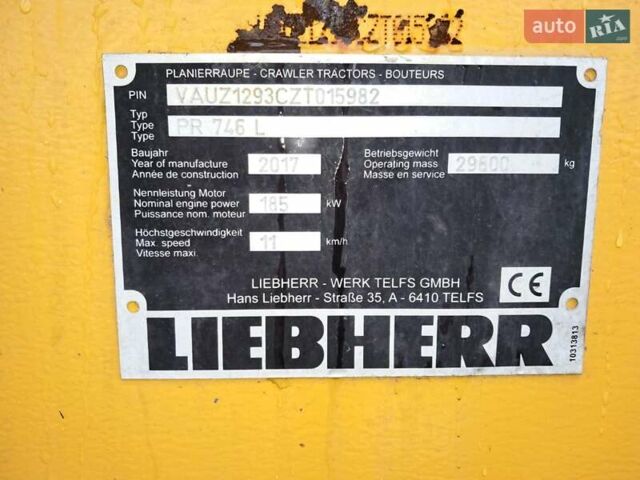 auto RIA .com
PLANIERRAUPE - CRAWLER TRACTORS - BOUTEURS
PIN VAUZ1293CZT015982
Typ
Type PR 746 L
Type
Baujahr
Year of manufacture 2017
Année de construction
Betriebsgewicht
Operating mass 29800 kg
Masse en service
Nennleistung Motor
Nominal engine power 185 kW
Puissance nom. moteur
Höchstgeschwindigkeit
Max. speed 11 km/h
Vitesse maxi.
LIEBHERR - WERK TELFS GMBH
Hans Liebherr - Straße 35, A - 6410 TELFS
CE
LIEBHERR
10313813